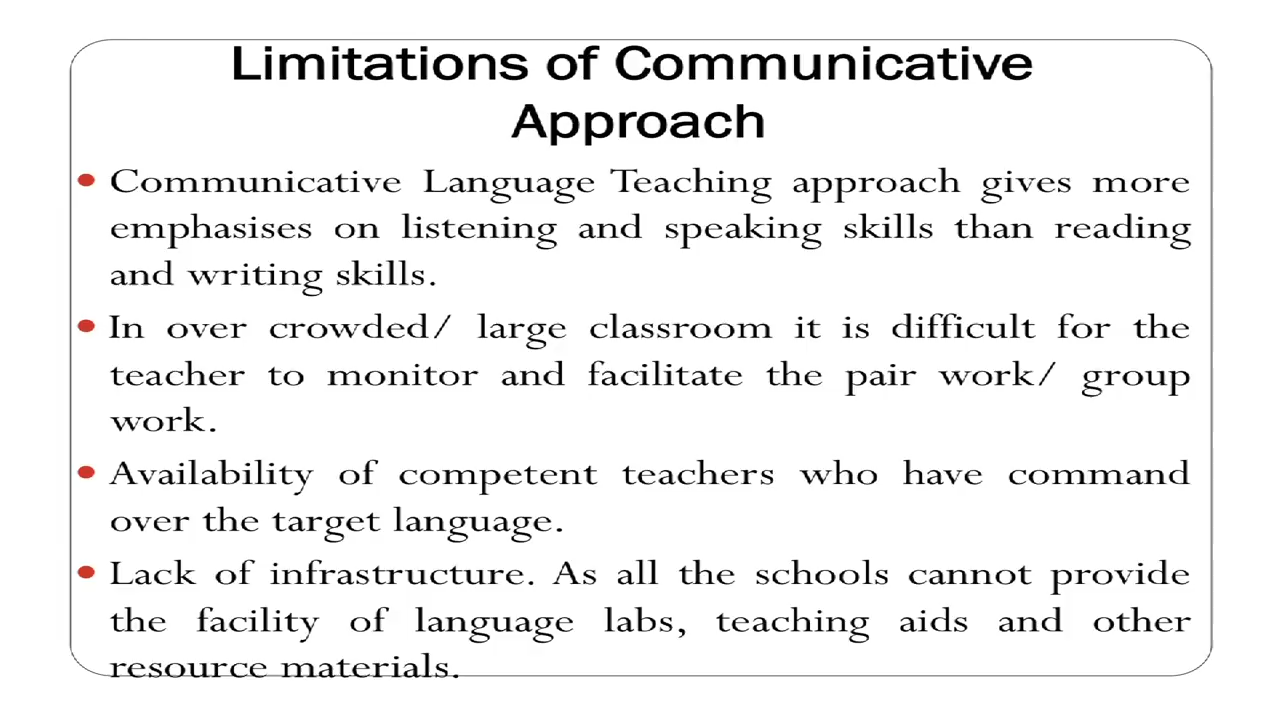 Limitations of Communicative
Approach
• Communicative Language Teaching approach gives more
emphasises on listening and speaking skills than reading
and writing skills.
• In over crowded/ large classroom it is difficult for the
teacher to monitor and facilitate the pair work/ group
work.
• Availability of competent teachers who have command
over the target language.
• Lack of infrastructure. As all the schools cannot provide
the facility of language labs, teaching aids and other
resource materials.